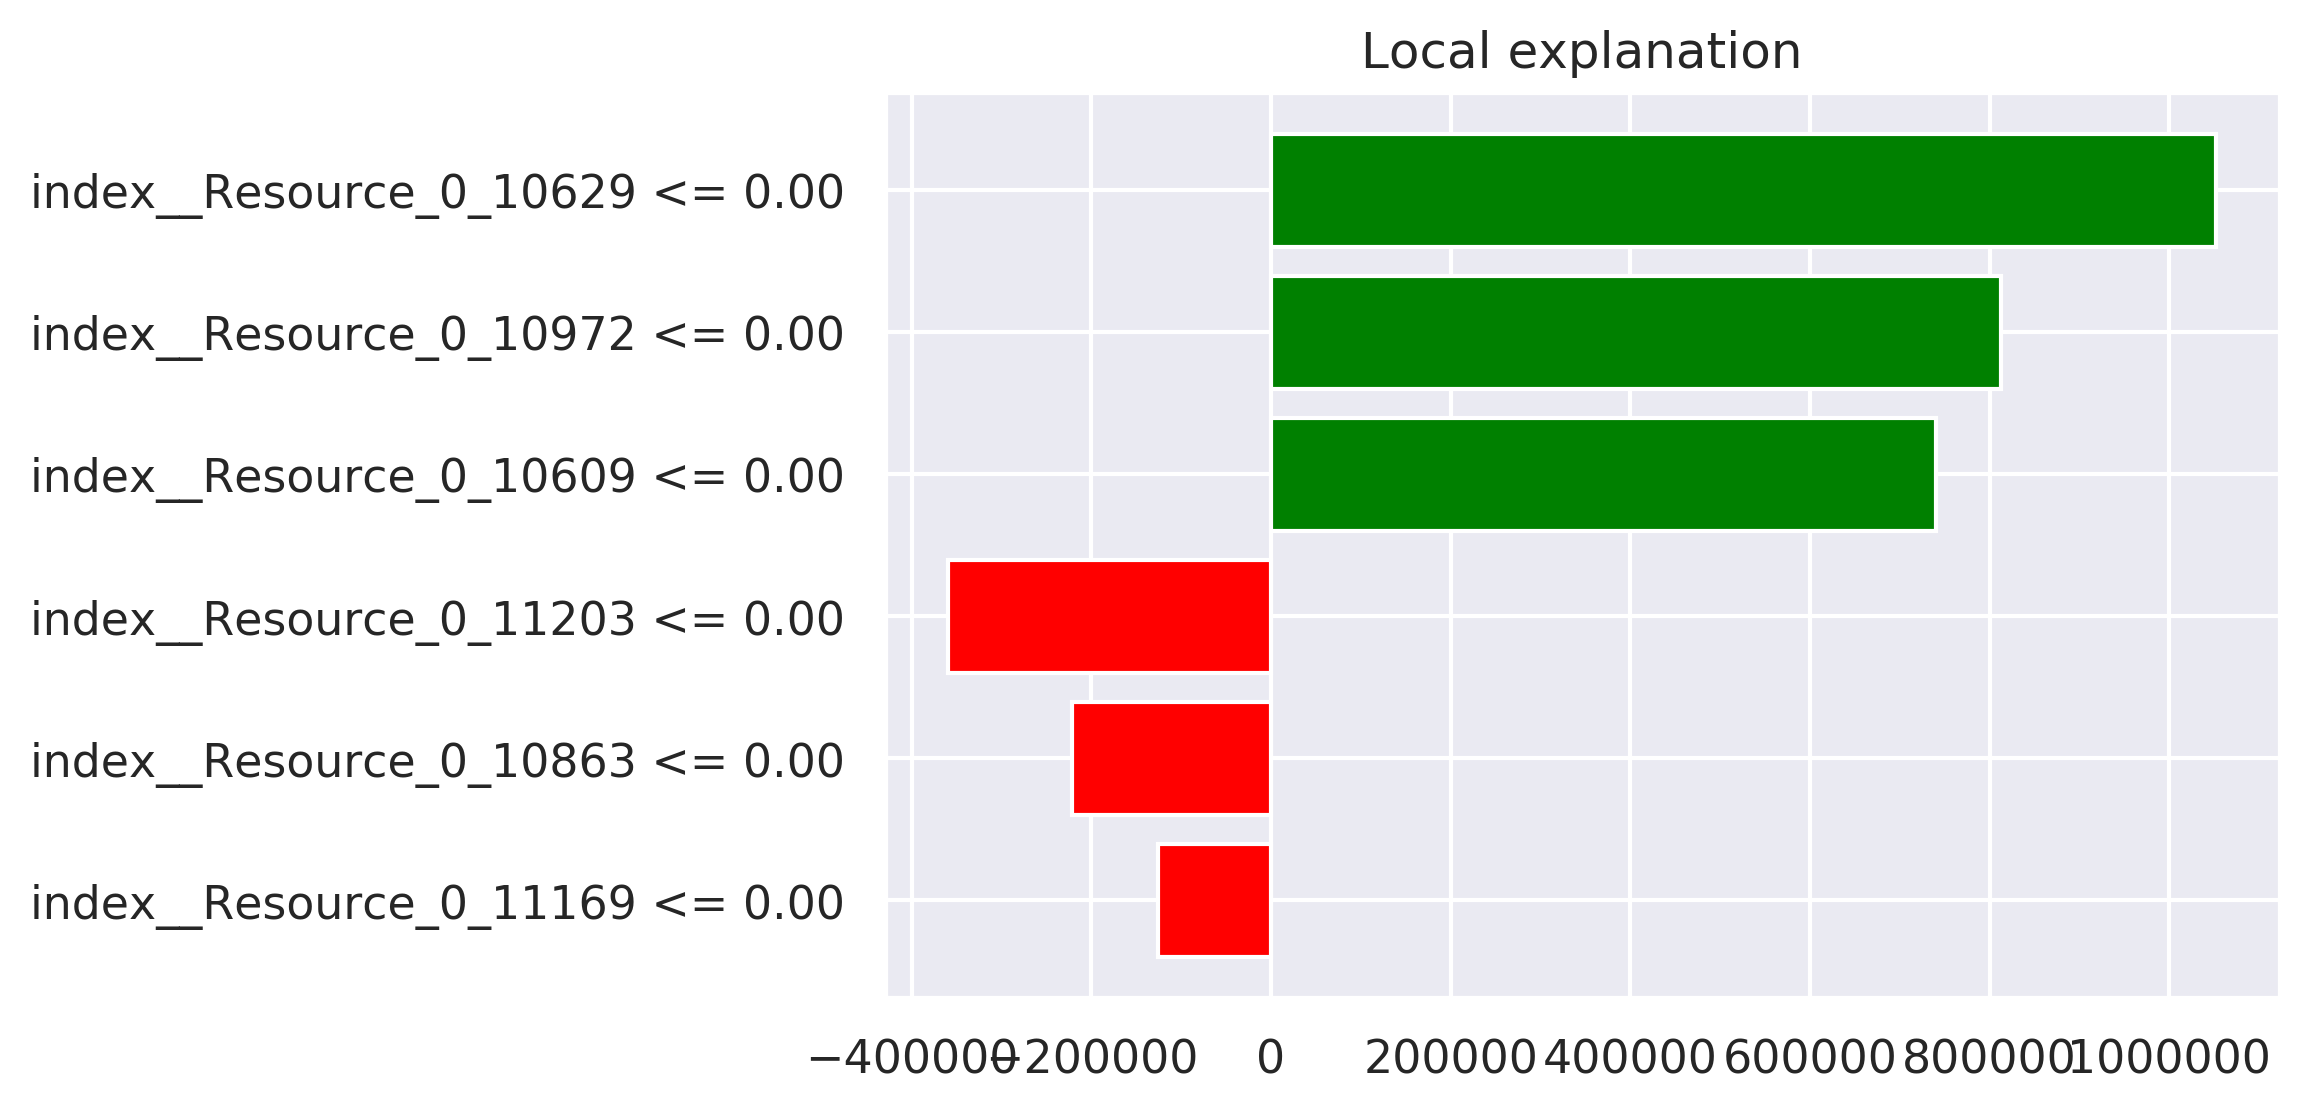 Local explanation
index__Resource_0_10629 <= 0.00
index__Resource_0_10972 <= 0.00
index__Resource_0_10609 <= 0.00
index__Resource_0_11203 <= 0.00
index__Resource_0_10863 <= 0.00
index__Resource_0_11169 <= 0.00
−400000 −200000 0 200000 400000 600000 800000 1000000